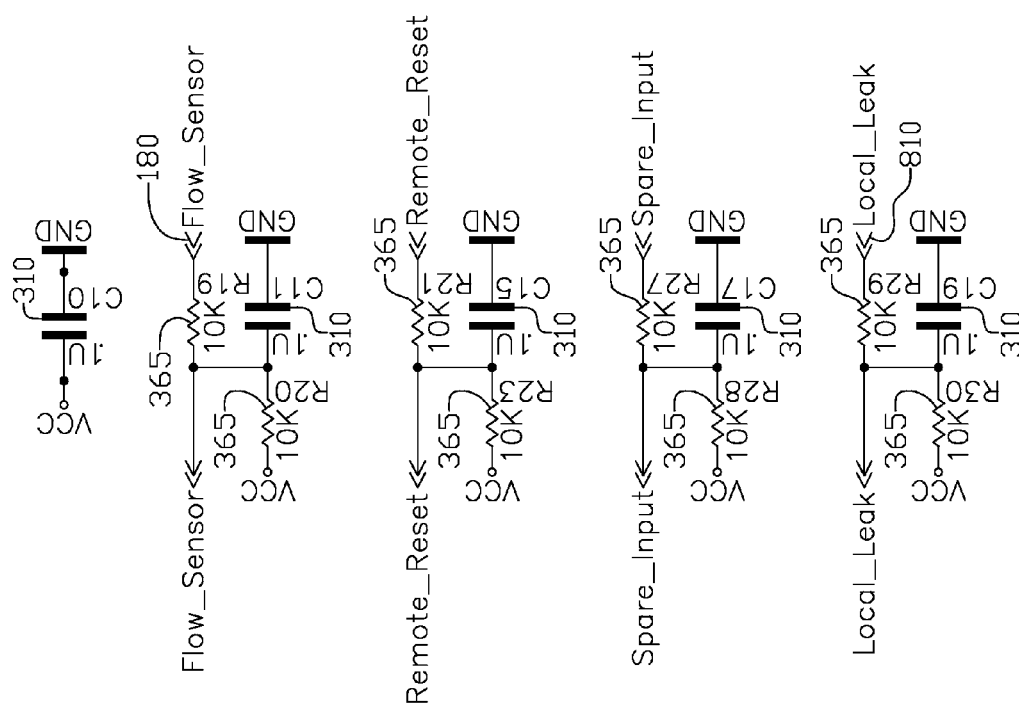 VCC
.1U
C10
310
GND
Flow_Sensor
365
10K
R19
180
Flow_Sensor
VCC
365
10K
R20
.1U
C11
310
GND
Remote_Reset
365
10K
R21
Remote_Reset
VCC
365
10K
R23
.1U
C15
310
GND
Spare_Input
365
10K
R27
Spare_Input
VCC
365
10K
R28
.1U
C17
310
GND
Local_Leak
365
10K
R29
Local_Leak
810
VCC
365
10K
R30
.1U
C19
310
GND